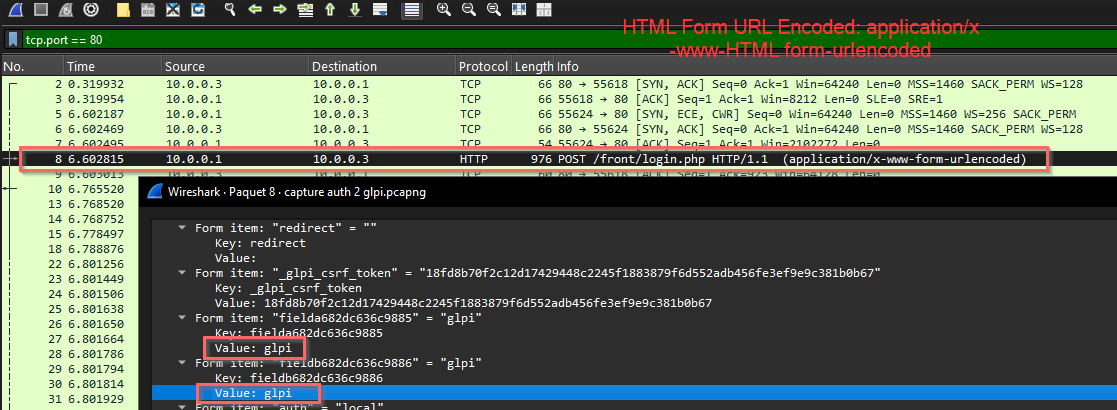 HTML Form URL Encoded: application/x
-www-HTML form-urlencoded
tcp.port == 80
No. Time Source Destination Protocol Length Info
2 0.319932 10.0.0.3 10.0.0.1 TCP 66 80 → 55618 [SYN, ACK] Seq=0 Ack=1 Win=64240 Len=0 MSS=1460 SACK_PERM WS=128
3 0.319954 10.0.0.1 10.0.0.3 TCP 66 55618 → 80 [ACK] Seq=1 Ack=1 Win=8212 Len=0 SLE=0 SRE=1
5 6.602187 10.0.0.1 10.0.0.3 TCP 66 55624 → 80 [SYN, ECE, CWR] Seq=0 Win=64240 Len=0 MSS=1460 WS=256 SACK_PERM
6 6.602469 10.0.0.3 10.0.0.1 TCP 66 80 → 55624 [SYN, ACK] Seq=0 Ack=1 Win=64240 Len=0 MSS=1460 SACK_PERM WS=128
7 6.602495 10.0.0.1 10.0.0.3 TCP 54 55624 → 80 [ACK] Seq=1 Ack=1 Win=2102272 Len=0
8 6.602815 10.0.0.1 10.0.0.3 HTTP 976 POST /front/login.php HTTP/1.1 (application/x-www-form-urlencoded)
9 6.603013 10.0.0.3 10.0.0.1 TCP 60 80 → 55624 [ACK] Seq=1 Ack=923 Win=64128 Len=0
10 6.765520
13 6.768520
14 6.768752
15 6.778497
18 6.788876
22 6.801256
23 6.801449
24 6.801506
25 6.801638
26 6.801650
27 6.801664
28 6.801786
29 6.801794
30 6.801814
31 6.801929
Wireshark · Paquet 8 · capture auth 2 glpi.pcapng
Form item: "redirect" = ""
Key: redirect
Value:
Form item: "_glpi_csrf_token" = "18fd8b70f2c12d17429448c2245f1883879f6d552adb456fe3ef9e9c381b0b67"
Key: _glpi_csrf_token
Value: 18fd8b70f2c12d17429448c2245f1883879f6d552adb456fe3ef9e9c381b0b67
Form item: "fielda682dc636c9885" = "glpi"
Key: fielda682dc636c9885
Value: glpi
Form item: "fieldb682dc636c9886" = "glpi"
Key: fieldb682dc636c9886
Value: glpi
Form item: "auth" = "local"